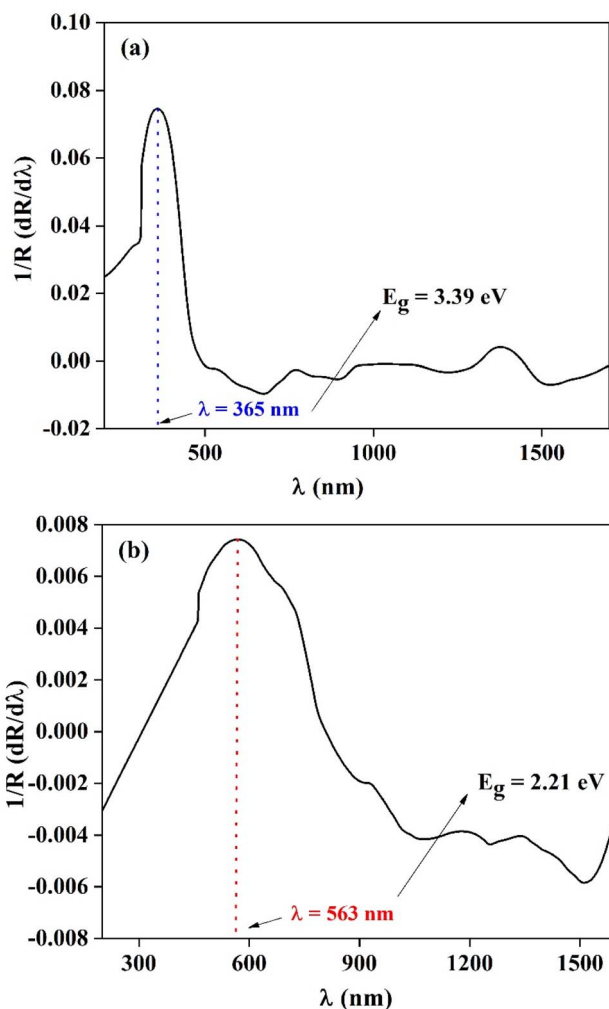 (a)
0.10
0.08
0.06
0.04
0.02
0.00
-0.02
1/R (dR/dλ)
Eg = 3.39 eV
λ = 365 nm
500 1000 1500
λ (nm)
(b)
0.008
0.006
0.004
0.002
0.000
-0.002
-0.004
-0.006
-0.008
1/R (dR/dλ)
Eg = 2.21 eV
λ = 563 nm
300 600 900 1200 1500
λ (nm)